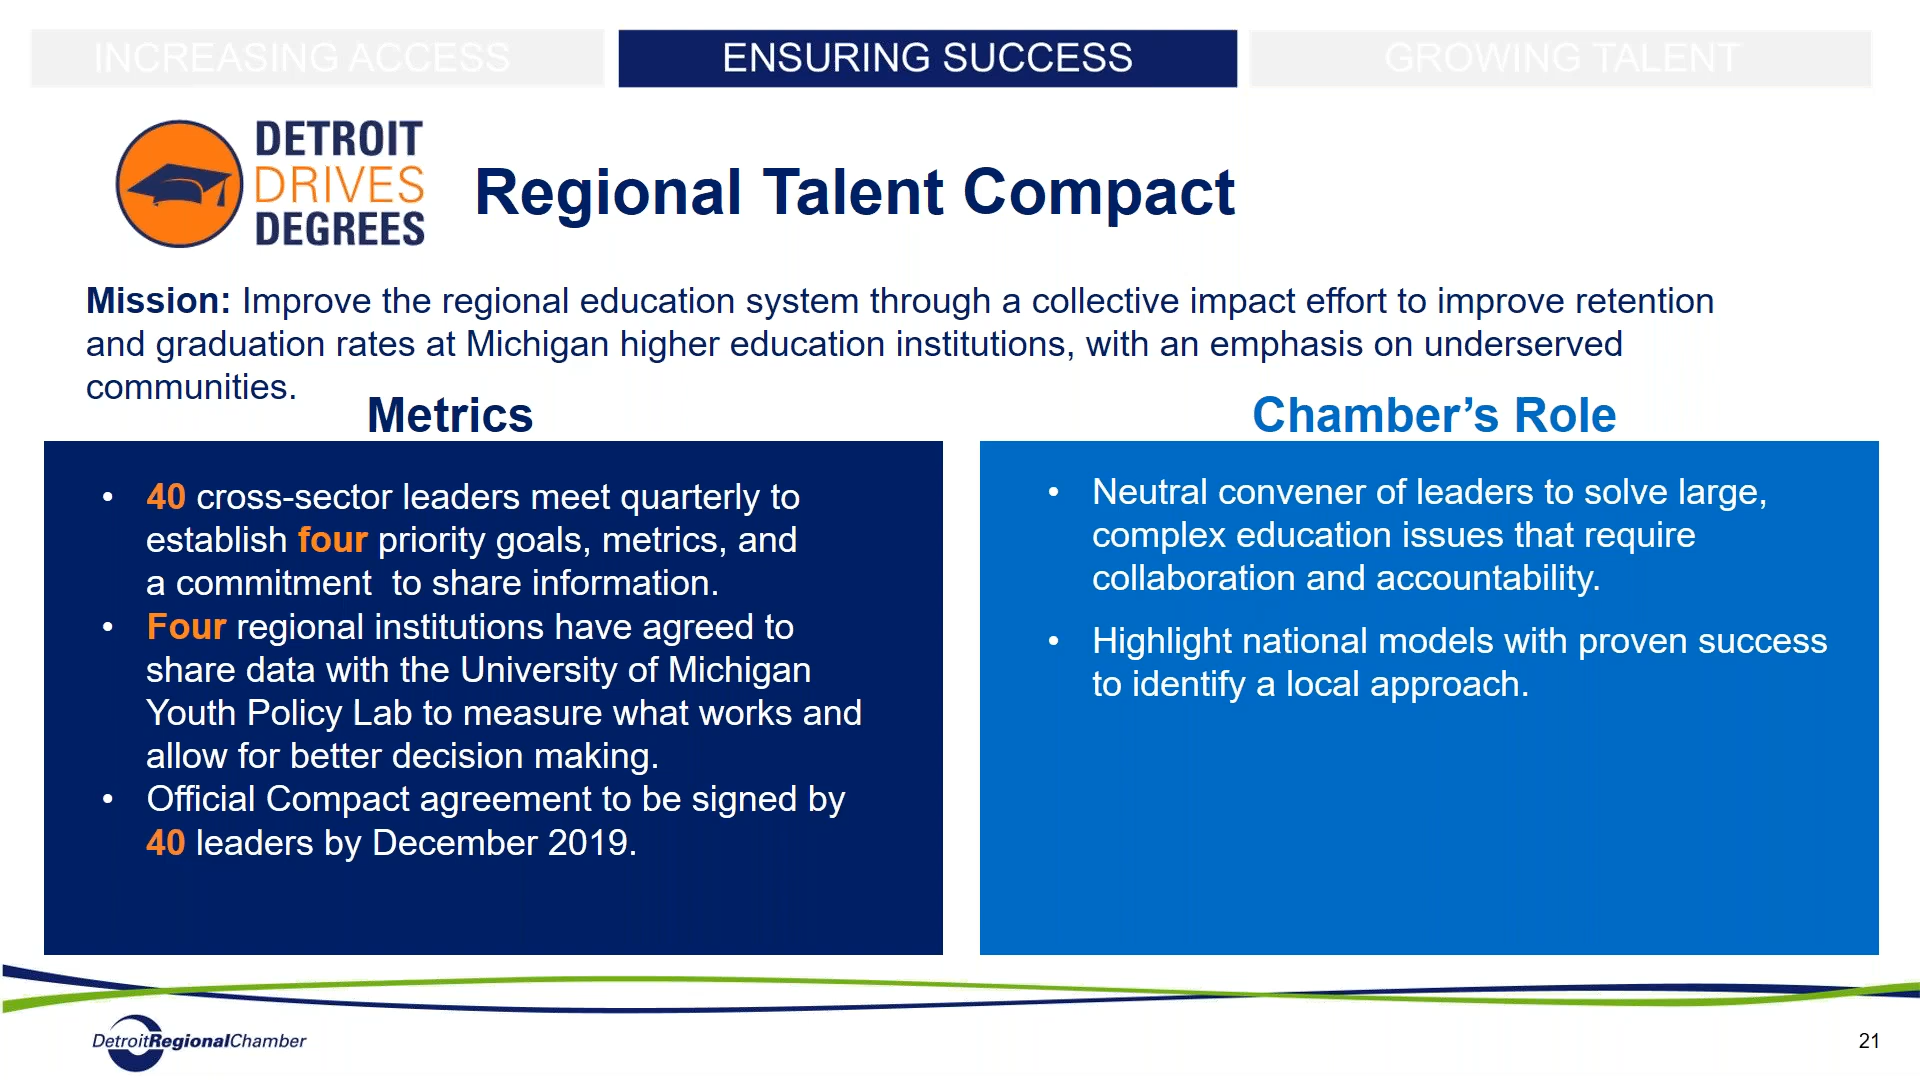 INCREASING ACCESS
ENSURING SUCCESS
GROWING TALENT
DETROIT
DRIVES
DEGREES
Regional Talent Compact
Mission: Improve the regional education system through a collective impact effort to improve retention
and graduation rates at Michigan higher education institutions, with an emphasis on underserved
communities.
Metrics
• 40 cross-sector leaders meet quarterly to
establish four priority goals, metrics, and
a commitment  to share information.
• Four regional institutions have agreed to
share data with the University of Michigan
Youth Policy Lab to measure what works and
allow for better decision making.
• Official Compact agreement to be signed by
40 leaders by December 2019.
Chamber’s Role
• Neutral convener of leaders to solve large,
complex education issues that require
collaboration and accountability.
• Highlight national models with proven success
to identify a local approach.
DetroitRegionalChamber
21